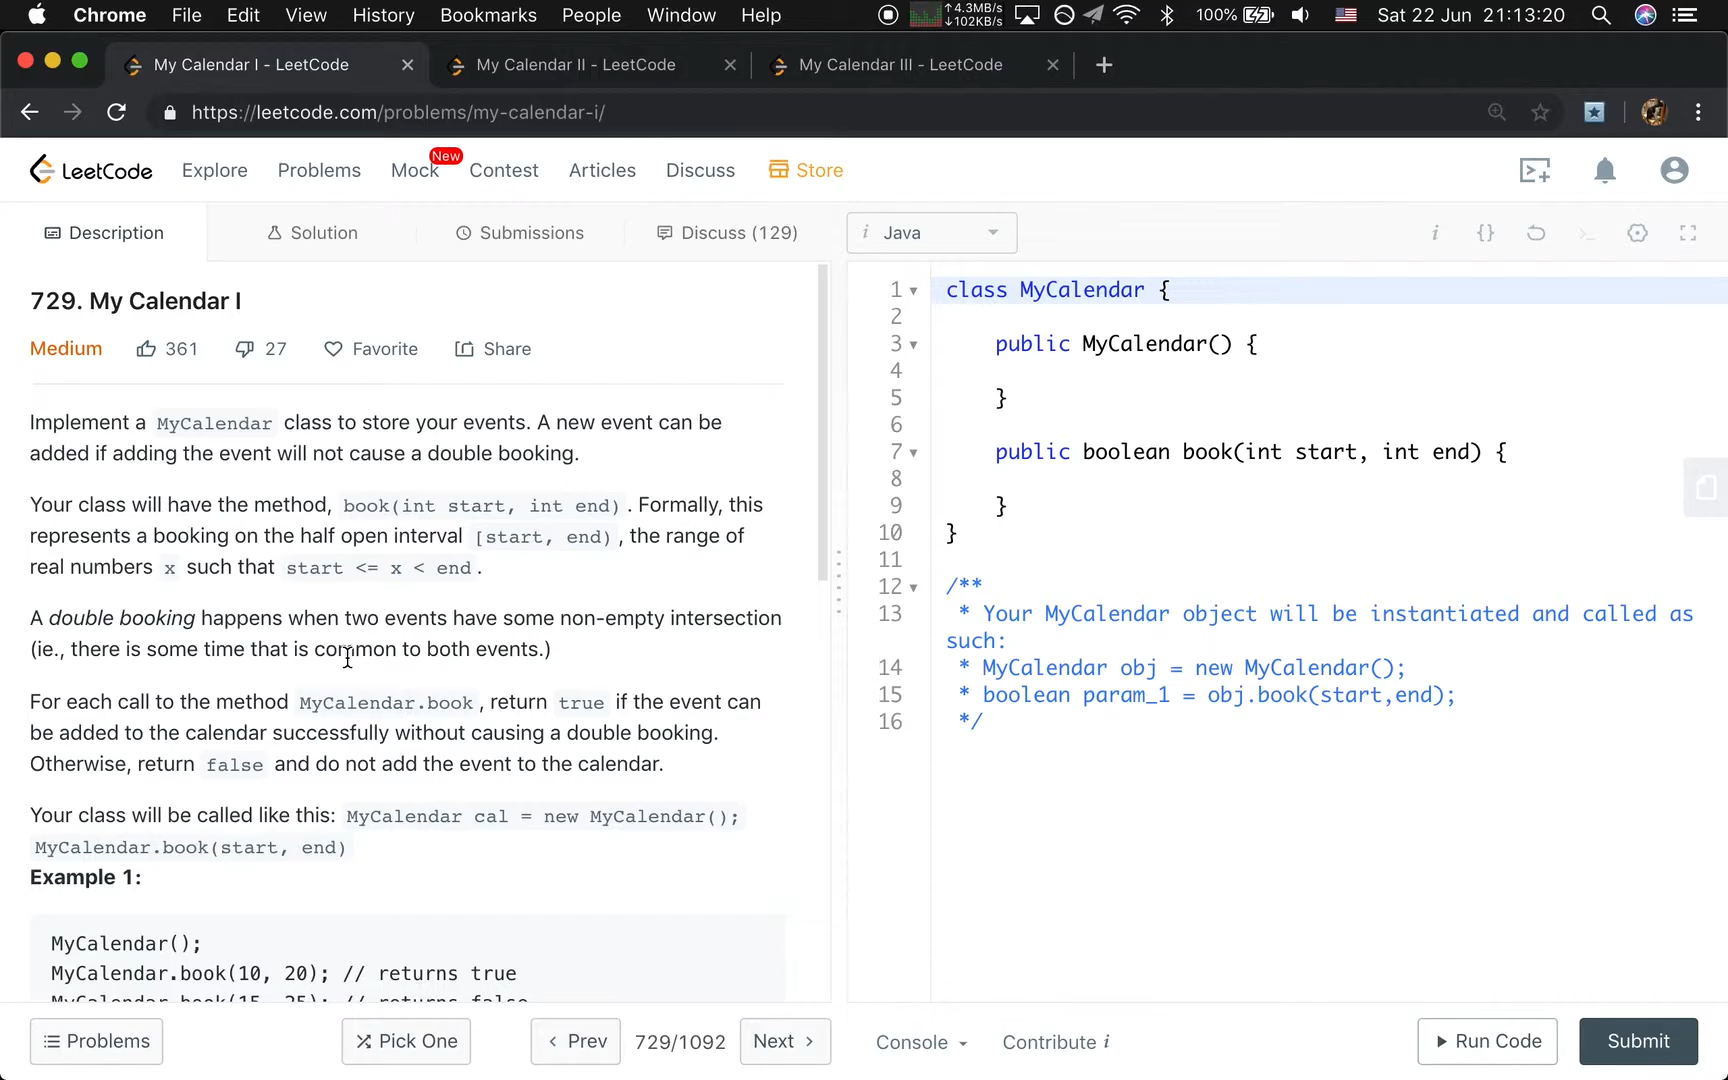 Chrome File Edit View History Bookmarks People Window Help 4.3MB/s 102KB/s 100% Sat 22 Jun 21:13:20
My Calendar I - LeetCode My Calendar II - LeetCode My Calendar III - LeetCode
https://leetcode.com/problems/my-calendar-i/
LeetCode Explore Problems Mock New Contest Articles Discuss Store
Description Solution Submissions Discuss (129) i Java
729. My Calendar I
Medium 361 27 Favorite Share
Implement a MyCalendar class to store your events. A new event can be
added if adding the event will not cause a double booking.
Your class will have the method, book(int start, int end). Formally, this
represents a booking on the half open interval [start, end), the range of
real numbers x such that start <= x < end.
A double booking happens when two events have some non-empty intersection
(ie., there is some time that is common to both events.)
For each call to the method MyCalendar.book, return true if the event can
be added to the calendar successfully without causing a double booking.
Otherwise, return false and do not add the event to the calendar.
Your class will be called like this: MyCalendar cal = new MyCalendar();
MyCalendar.book(start, end)
Example 1:
MyCalendar();
MyCalendar.book(10, 20); // returns true
MyCalendar.book(15, 25); // returns false
1 class MyCalendar {
2
3 public MyCalendar() {
4
5 }
6
7 public boolean book(int start, int end) {
8
9 }
10 }
11
12 /**
13 * Your MyCalendar object will be instantiated and called as
such:
14 * MyCalendar obj = new MyCalendar();
15 * boolean param_1 = obj.book(start,end);
16 */
Problems Pick One Prev 729/1092 Next Console Contribute i Run Code Submit